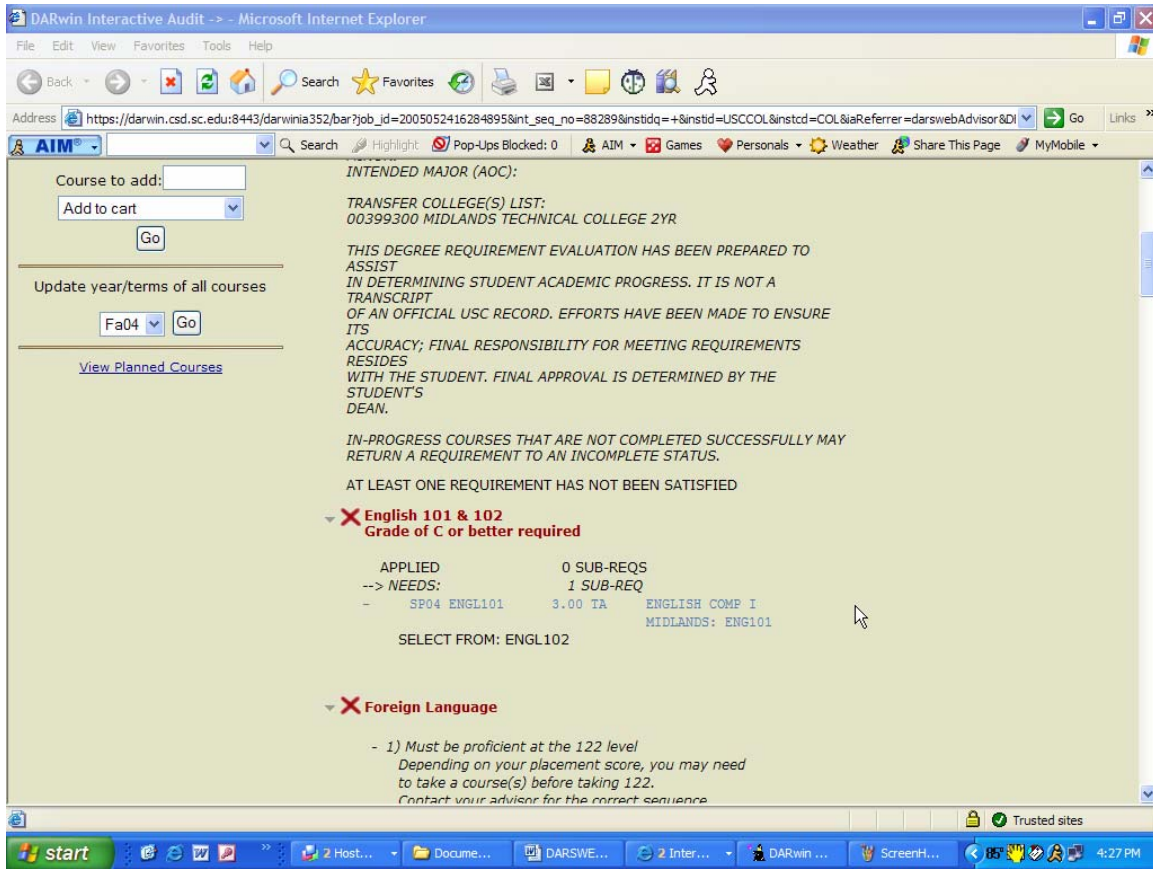 DARwin Interactive Audit -> - Microsoft Internet Explorer
File Edit View Favorites Tools Help
Back Search Favorites
Address https://darwin.csd.sc.edu:8443/darwinia352/bar?job_id=2005052416284895&int_seq_no=88289&instidq=+&instid=USCCOL&instcd=COL&iaReferrer=darswebAdvisor&DI Go Links »
AIM® Search Highlight Pop-Ups Blocked: 0 AIM Games Personals Weather Share This Page MyMobile
Course to add:
Add to cart
Go
Update year/terms of all courses
Fa04 Go
View Planned Courses
INTENDED MAJOR (AOC):
TRANSFER COLLEGE(S) LIST:
00399300 MIDLANDS TECHNICAL COLLEGE 2YR
THIS DEGREE REQUIREMENT EVALUATION HAS BEEN PREPARED TO
ASSIST
IN DETERMINING STUDENT ACADEMIC PROGRESS. IT IS NOT A
TRANSCRIPT
OF AN OFFICIAL USC RECORD. EFFORTS HAVE BEEN MADE TO ENSURE
ITS
ACCURACY; FINAL RESPONSIBILITY FOR MEETING REQUIREMENTS
RESIDES
WITH THE STUDENT. FINAL APPROVAL IS DETERMINED BY THE
STUDENT'S
DEAN.
IN-PROGRESS COURSES THAT ARE NOT COMPLETED SUCCESSFULLY MAY
RETURN A REQUIREMENT TO AN INCOMPLETE STATUS.
AT LEAST ONE REQUIREMENT HAS NOT BEEN SATISFIED
English 101 & 102
Grade of C or better required
APPLIED 0 SUB-REQS
--> NEEDS: 1 SUB-REQ
- SP04 ENGL101 3.00 TA ENGLISH COMP I
MIDLANDS: ENG101
SELECT FROM: ENGL102
Foreign Language
- 1) Must be proficient at the 122 level
Depending on your placement score, you may need
to take a course(s) before taking 122.
Contact your advisor for the correct sequence
Trusted sites
start » 2 Host... Docume... DARSWE... 2 Inter... DARwin ... ScreenH... 85° 4:27 PM